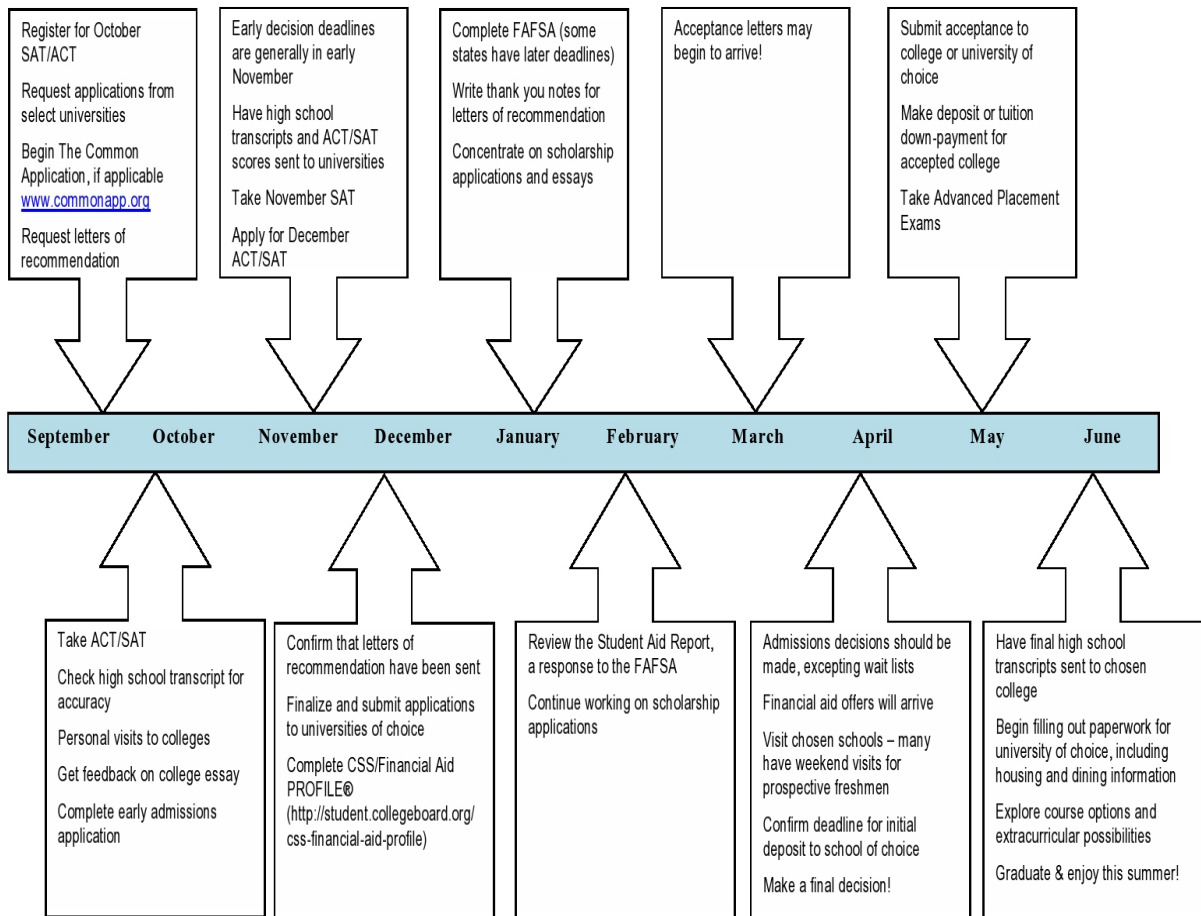 Register for October
SAT/ACT
Request applications from
select universities
Begin The Common
Application, if applicable
www.commonapp.org
Request letters of
recommendation
Early decision deadlines
are generally in early
November
Have high school
transcripts and ACT/SAT
scores sent to universities
Take November SAT
Apply for December
ACT/SAT
Complete FAFSA (some
states have later deadlines)
Write thank you notes for
letters of recommendation
Concentrate on scholarship
applications and essays
Acceptance letters may
begin to arrive!
Submit acceptance to
college or university of
choice
Make deposit or tuition
down-payment for
accepted college
Take Advanced Placement
Exams
September October November December January February March April May June
Take ACT/SAT
Check high school transcript for
accuracy
Personal visits to colleges
Get feedback on college essay
Complete early admissions
application
Confirm that letters of
recommendation have been sent
Finalize and submit applications
to universities of choice
Complete CSS/Financial Aid
PROFILE®
(http://student.collegeboard.org/
css-financial-aid-profile)
Review the Student Aid Report,
a response to the FAFSA
Continue working on scholarship
applications
Admissions decisions should be
made, excepting wait lists
Financial aid offers will arrive
Visit chosen schools – many
have weekend visits for
prospective freshmen
Confirm deadline for initial
deposit to school of choice
Make a final decision!
Have final high school
transcripts sent to chosen
college
Begin filling out paperwork for
university of choice, including
housing and dining information
Explore course options and
extracurricular possibilities
Graduate & enjoy this summer!